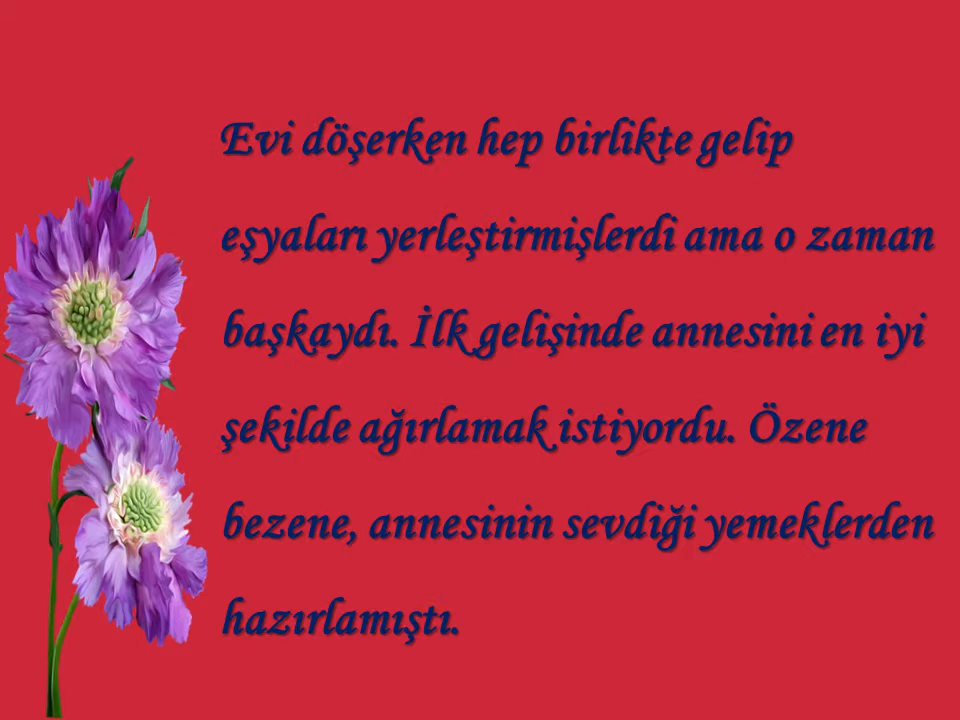 Evi döşerken hep birlikte gelip
eşyaları yerleştirmişlerdi ama o zaman
başkaydı. İlk gelişinde annesini en iyi
şekilde ağırlamak istiyordu. Özene
bezene, annesinin sevdiği yemeklerden
hazırlamıştı.